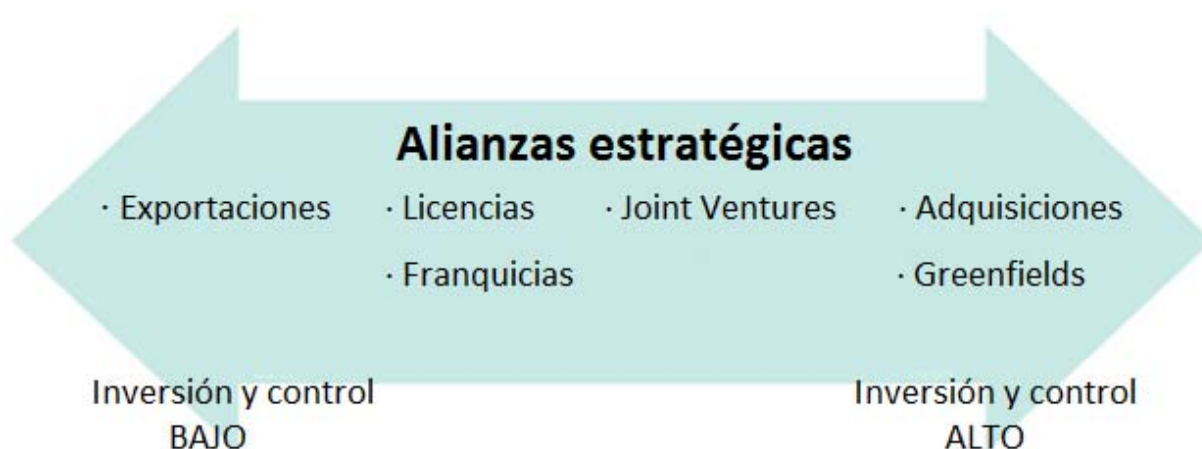 Alianzas estratégicas
· Exportaciones · Licencias · Joint Ventures · Adquisiciones
· Franquicias · Greenfields
Inversión y control Inversión y control
BAJO ALTO